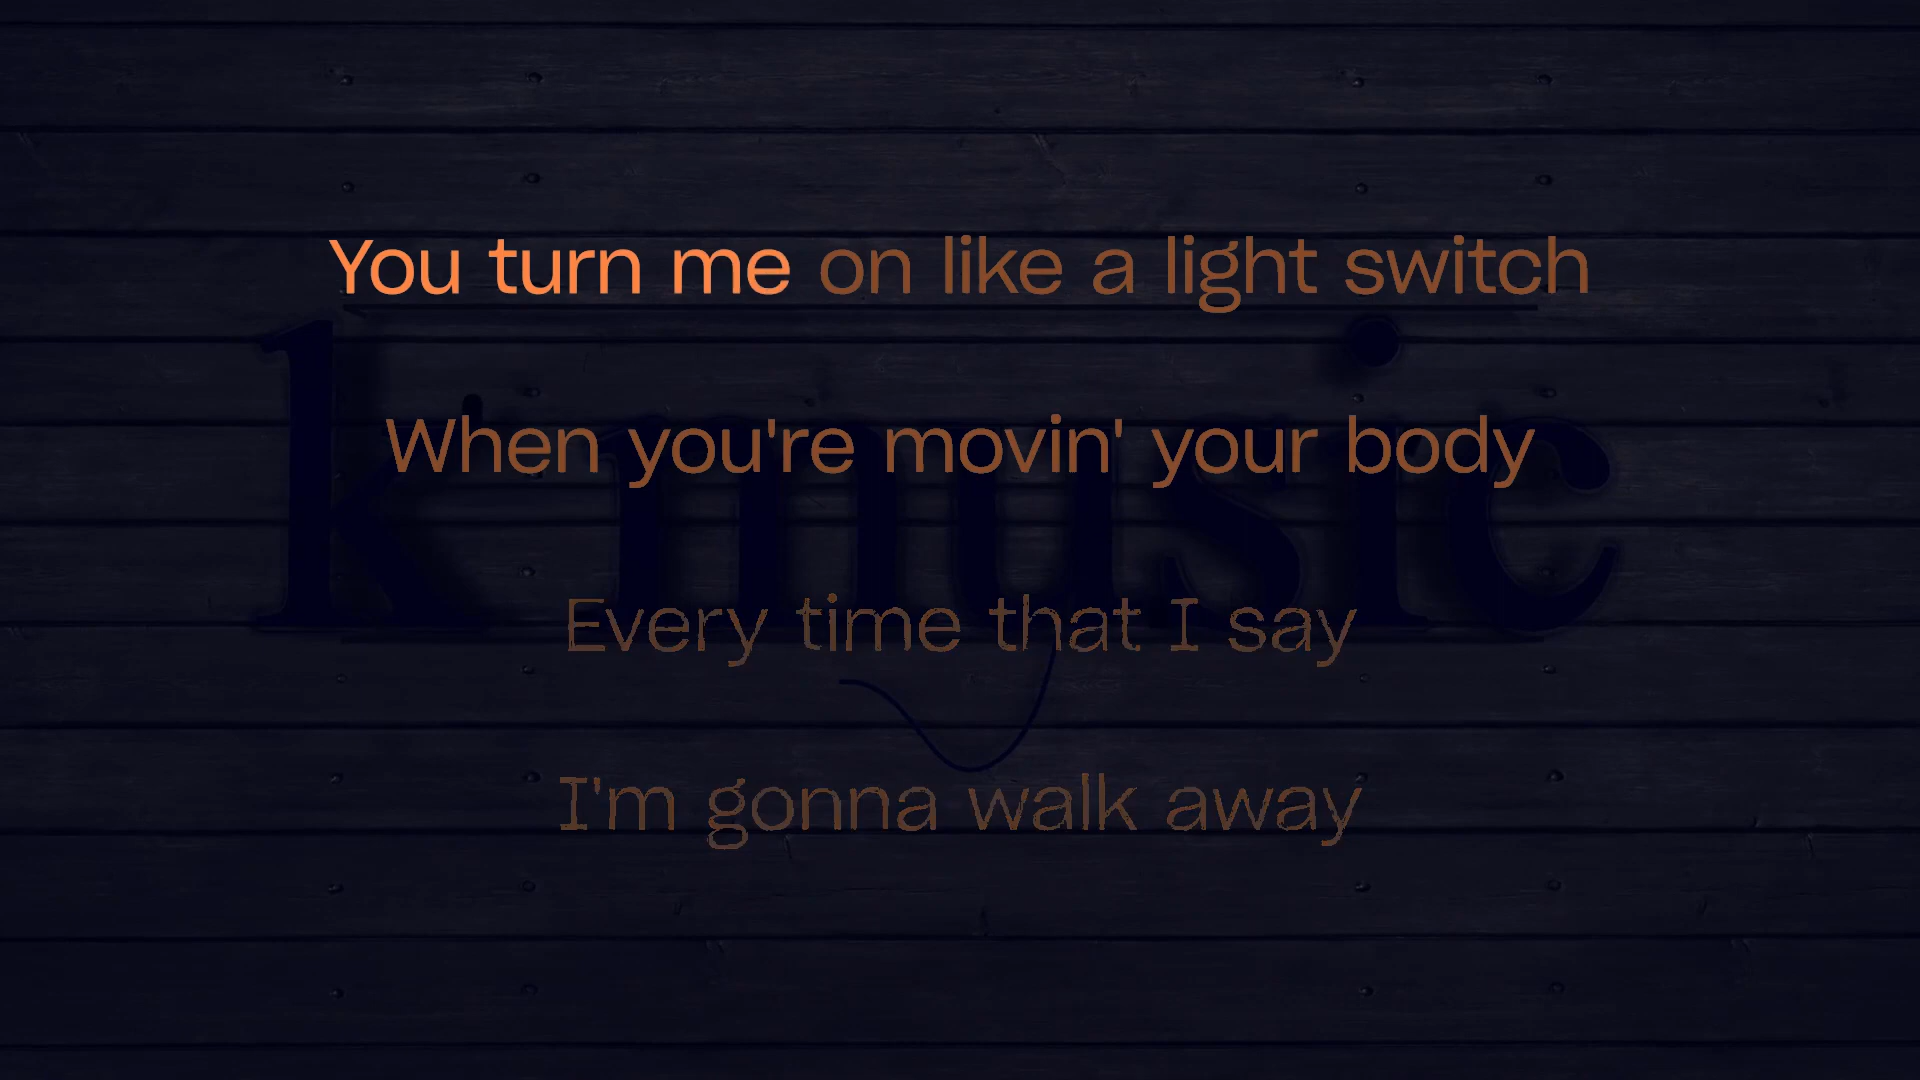 You turn me on like a light switch
When you're movin' your body
Every time that I say
I'm gonna walk away
k'music